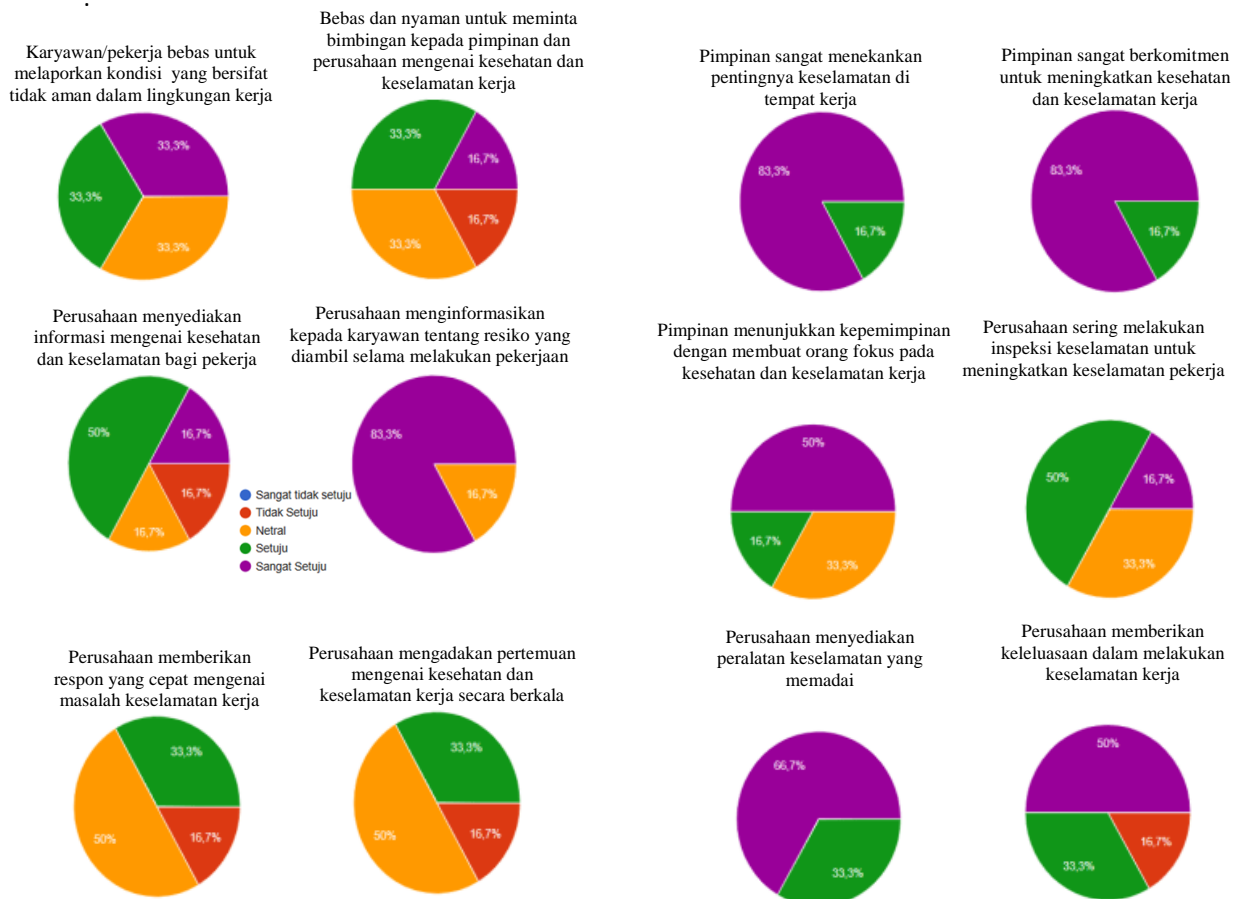 .
Karyawan/pekerja bebas untuk
melaporkan kondisi yang bersifat
tidak aman dalam lingkungan kerja
33,3%
33,3%
33,3%
Bebas dan nyaman untuk meminta
bimbingan kepada pimpinan dan
perusahaan mengenai kesehatan dan
keselamatan kerja
33,3%
16,7%
16,7%
33,3%
Pimpinan sangat menekankan
pentingnya keselamatan di
tempat kerja
83,3%
16,7%
Pimpinan sangat berkomitmen
untuk meningkatkan kesehatan
dan keselamatan kerja
83,3%
16,7%
Perusahaan menyediakan
informasi mengenai kesehatan
dan keselamatan bagi pekerja
50%
16,7%
16,7%
16,7%
Sangat tidak setuju
Tidak Setuju
Netral
Setuju
Sangat Setuju
Perusahaan menginformasikan
kepada karyawan tentang resiko yang
diambil selama melakukan pekerjaan
83,3%
16,7%
Pimpinan menunjukkan kepemimpinan
dengan membuat orang fokus pada
kesehatan dan keselamatan kerja
50%
16,7%
33,3%
Perusahaan sering melakukan
inspeksi keselamatan untuk
meningkatkan keselamatan pekerja
50%
16,7%
33,3%
Perusahaan memberikan
respon yang cepat mengenai
masalah keselamatan kerja
33,3%
50%
16,7%
Perusahaan mengadakan pertemuan
mengenai kesehatan dan
keselamatan kerja secara berkala
33,3%
50%
16,7%
Perusahaan menyediakan
peralatan keselamatan yang
memadai
66,7%
33,3%
Perusahaan memberikan
keleluasaan dalam melakukan
keselamatan kerja
50%
33,3%
16,7%